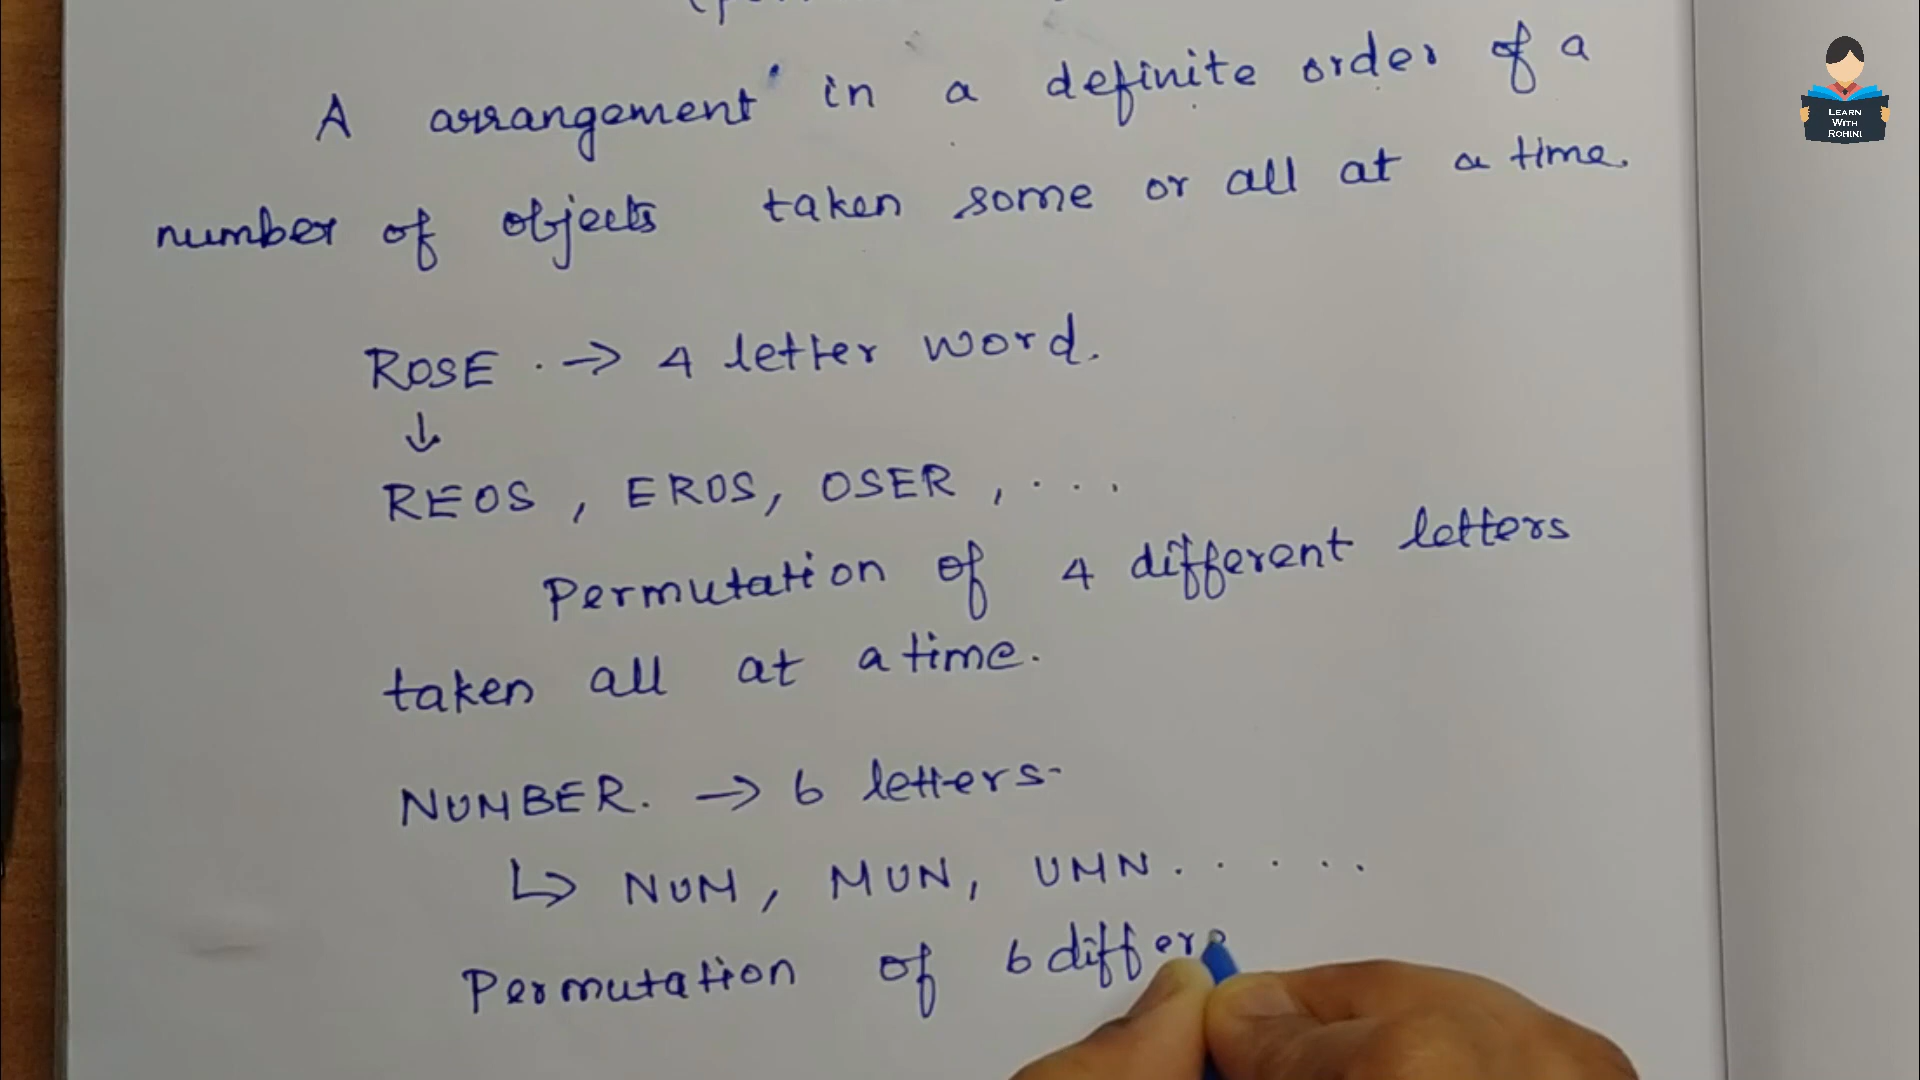 A arrangement in a definite order of a
number of objects taken some or all at a time.
ROSE . → 4 letter word.
↓
REOS , EROS, OSER , . . .
Permutation of 4 different letters
taken all at a time.
NUMBER. → 6 letters.
↳ NUM, MUN, UMN . . . . .
Permutation of 6 differe
LEARN
WITH
ROHINI